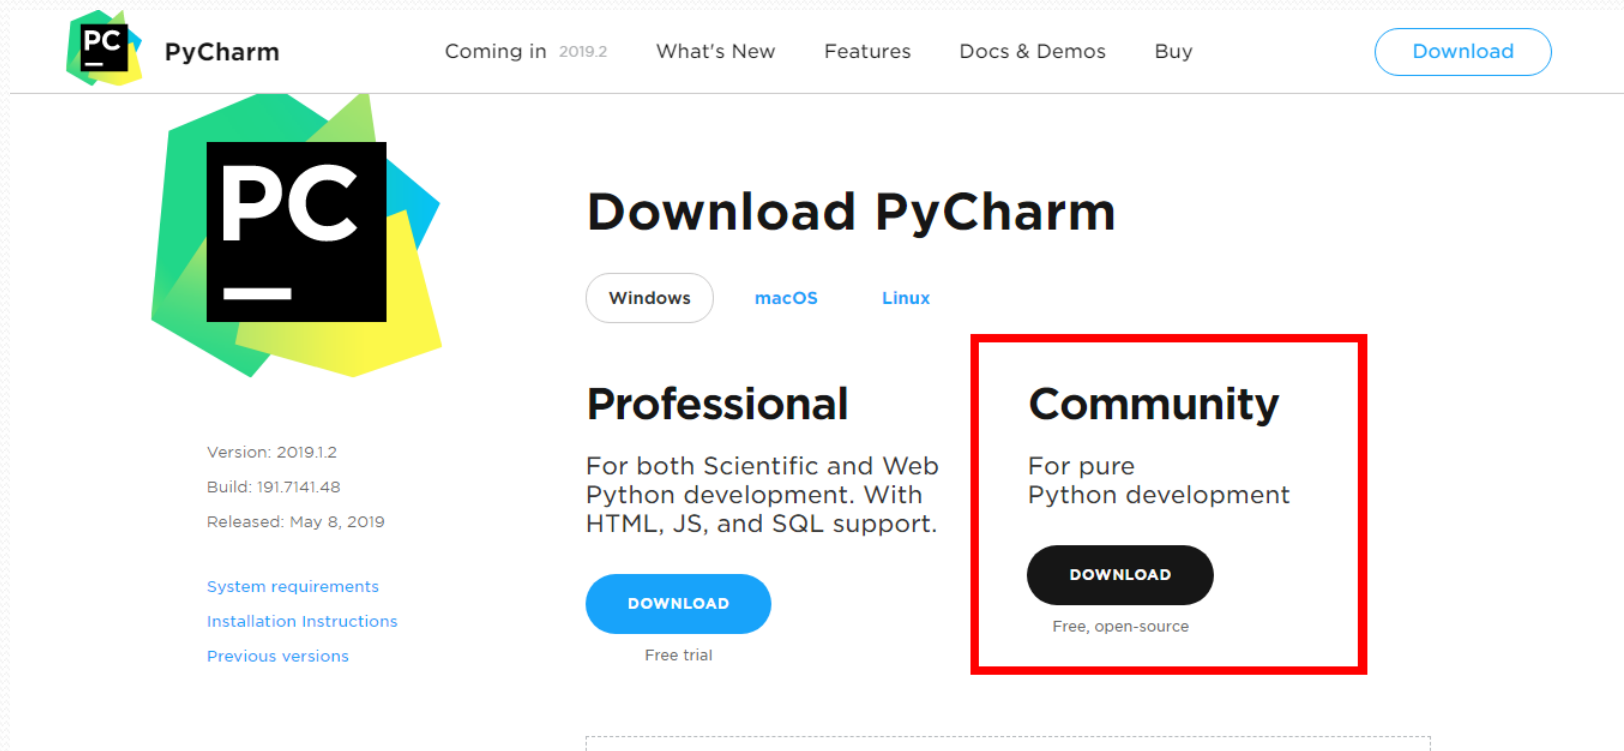 PC
PyCharm
Coming in 2019.2
What's New
Features
Docs & Demos
Buy
Download
PC
Download PyCharm
Windows
macOS
Linux
Professional
For both Scientific and Web
Python development. With
HTML, JS, and SQL support.
DOWNLOAD
Free trial
Community
For pure
Python development
DOWNLOAD
Free, open-source
Version: 2019.1.2
Build: 191.7141.48
Released: May 8, 2019
System requirements
Installation Instructions
Previous versions